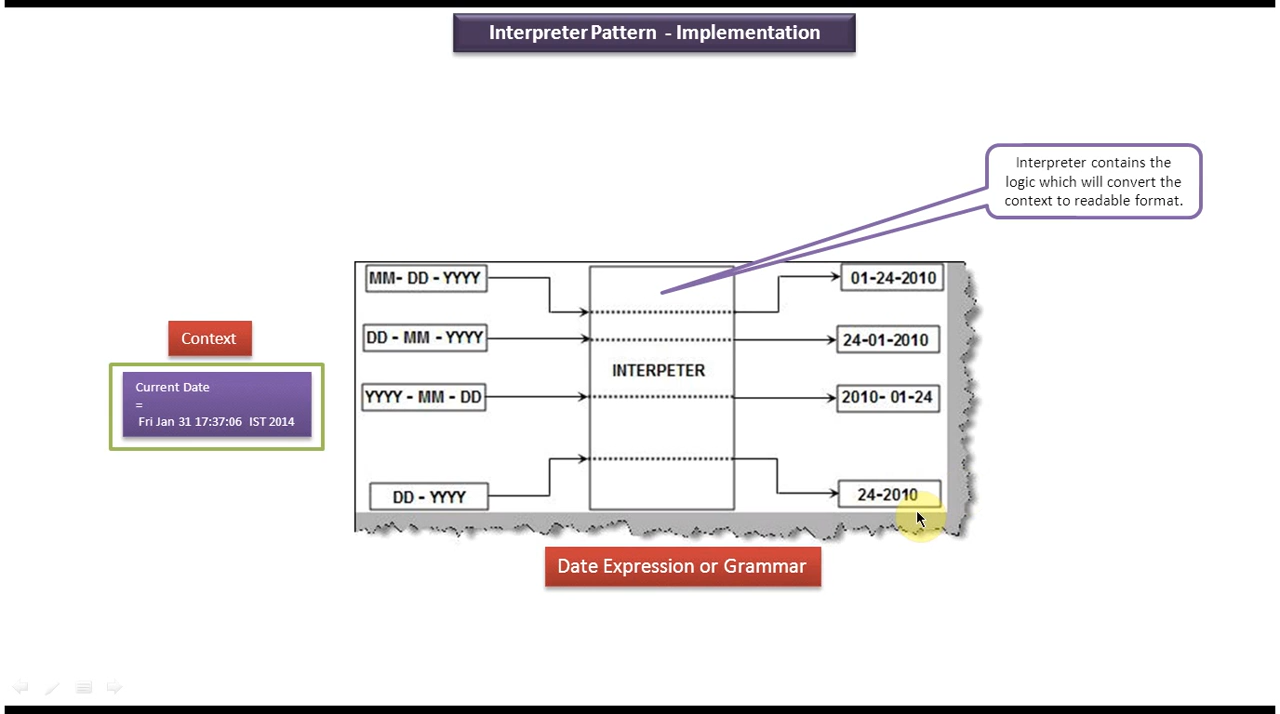 Interpreter Pattern - Implementation
Interpreter contains the
logic which will convert the
context to readable format.
MM- DD - YYYY
01-24-2010
DD - MM - YYYY
24-01-2010
Context
INTERPETER
Current Date
=
Fri Jan 31 17:37:06 IST 2014
YYYY - MM - DD
2010- 01-24
DD - YYYY
24-2010
Date Expression or Grammar